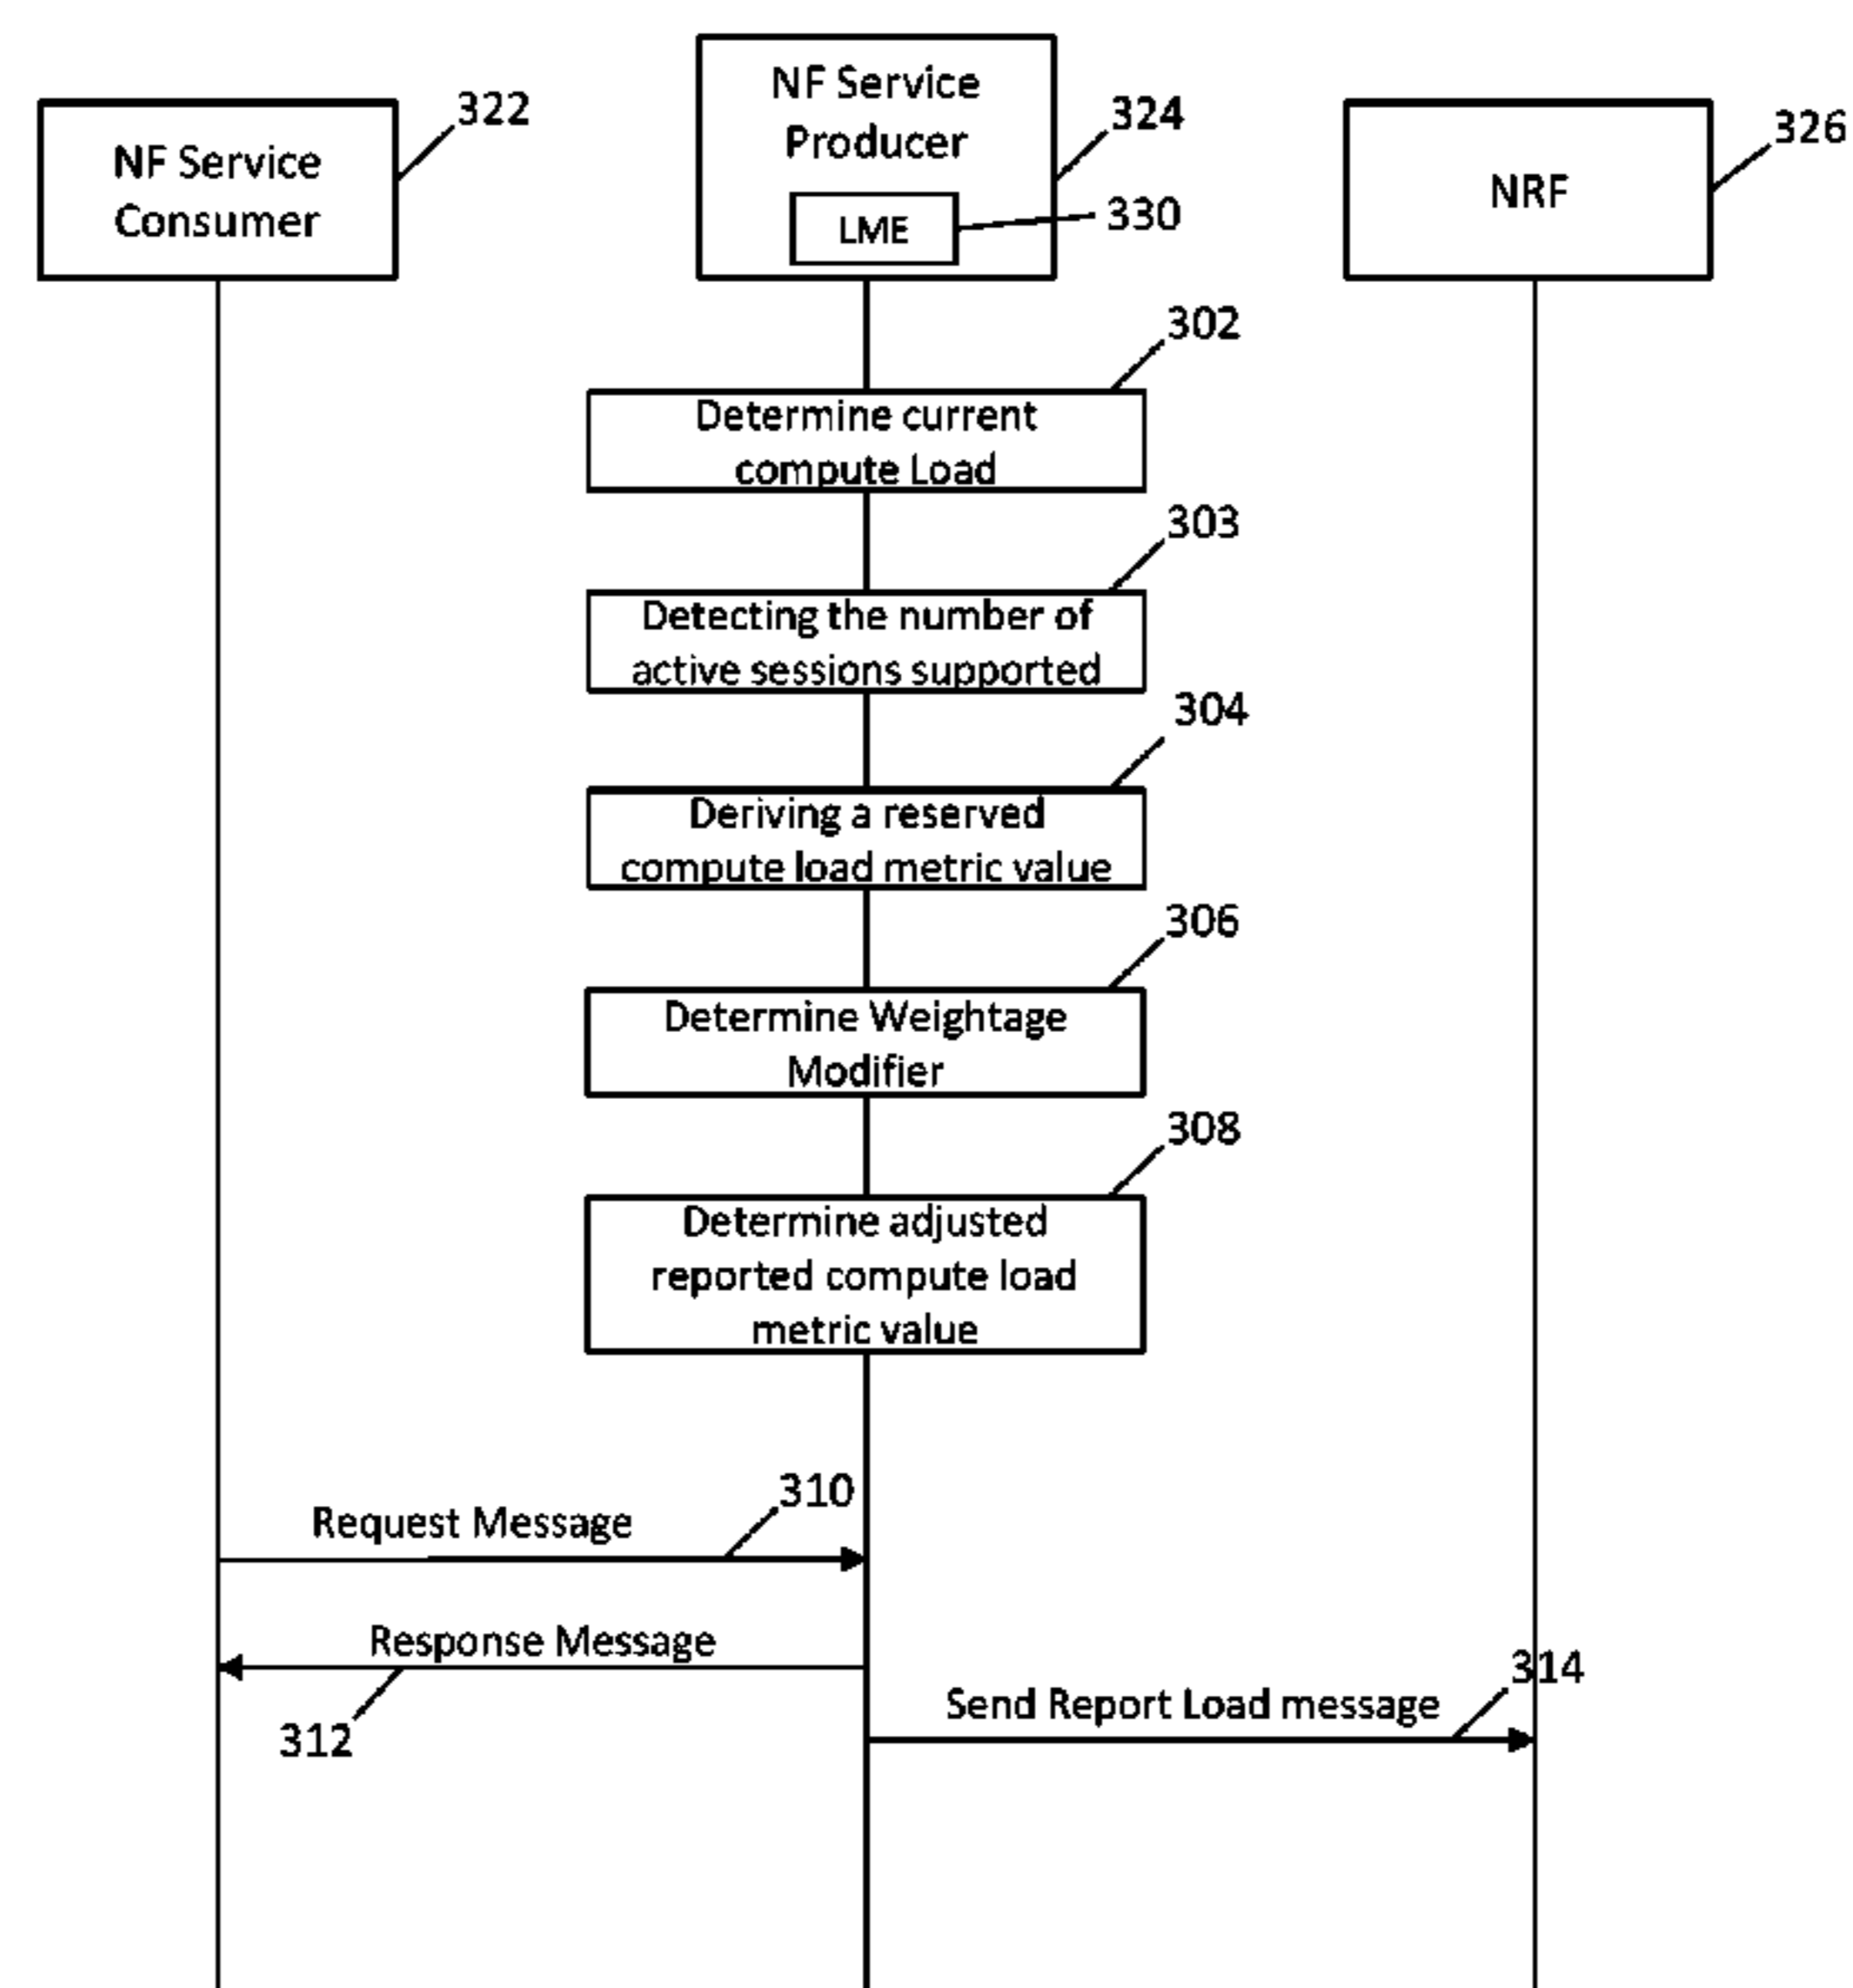 NF Service
Consumer
322
NF Service
Producer
LME
324
330
NRF
326
302
Determine current
compute Load
303
Detecting the number of
active sessions supported
304
Deriving a reserved
compute load metric value
306
Determine Weightage
Modifier
308
Determine adjusted
reported compute load
metric value
310
Request Message
Response Message
312
314
Send Report Load message